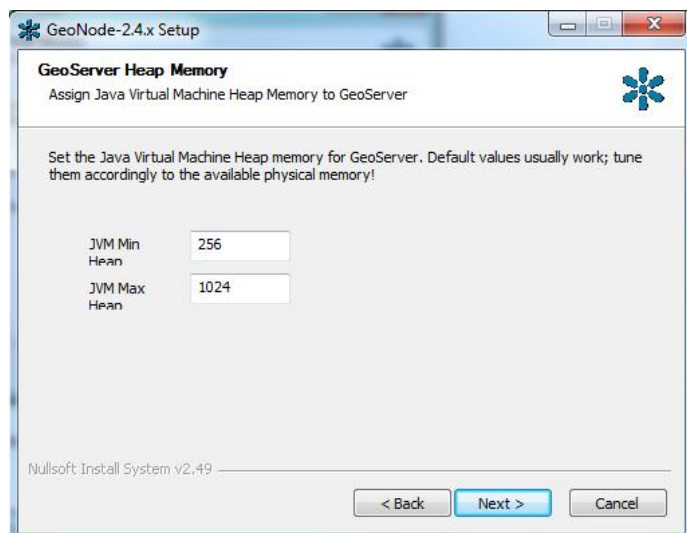 GeoNode-2.4.x Setup
GeoServer Heap Memory
Assign Java Virtual Machine Heap Memory to GeoServer
Set the Java Virtual Machine Heap memory for GeoServer. Default values usually work; tune
them accordingly to the available physical memory!
JVM Min
Heap
256
JVM Max
Heap
1024
Nullsoft Install System v2.49
< Back
Next >
Cancel